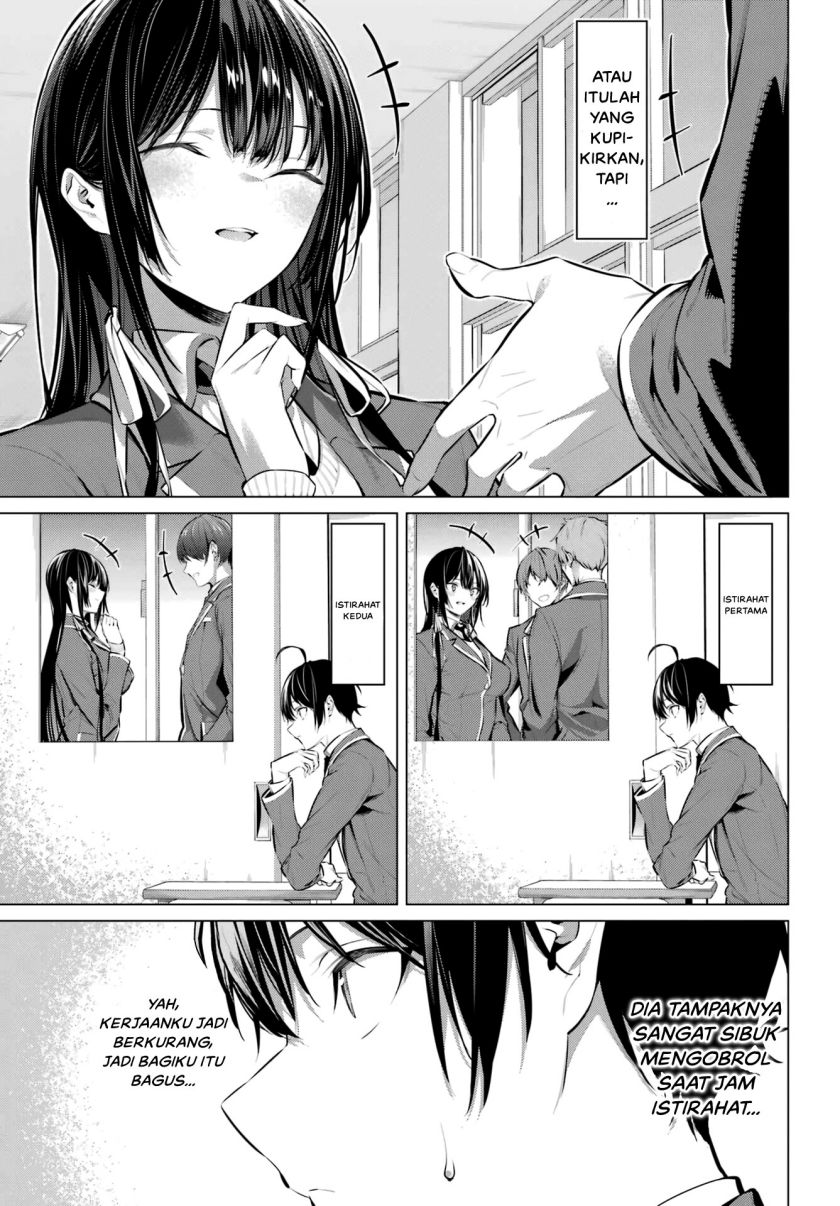 ATAU
ITULAH
YANG
KUPI-
KIRKAN,
TAPI
...
ISTIRAHAT
PERTAMA
ISTIRAHAT
KEDUA
DIA TAMPAKNYA
SANGAT SIBUK
MENGOBROL
SAAT JAM
ISTIRAHAT...
YAH,
KERJAANKU JADI
BERKURANG,
JADI BAGIKU ITU
BAGUS...